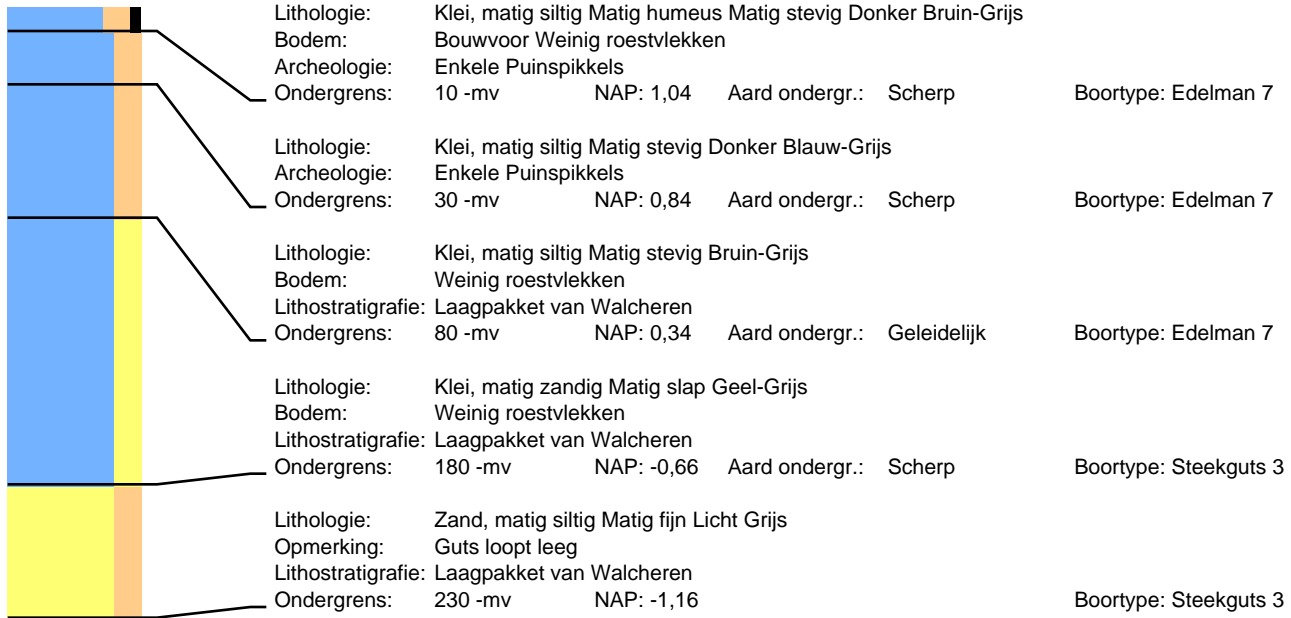 Lithologie: Klei, matig siltig Matig humeus Matig stevig Donker Bruin-Grijs
Bodem: Bouwvoor Weinig roestvlekken
Archeologie: Enkele Puinspikkels
Ondergrens: 10 -mv NAP: 1,04 Aard ondergr.: Scherp Boortype: Edelman 7
Lithologie: Klei, matig siltig Matig stevig Donker Blauw-Grijs
Archeologie: Enkele Puinspikkels
Ondergrens: 30 -mv NAP: 0,84 Aard ondergr.: Scherp Boortype: Edelman 7
Lithologie: Klei, matig siltig Matig stevig Bruin-Grijs
Bodem: Weinig roestvlekken
Lithostratigrafie: Laagpakket van Walcheren
Ondergrens: 80 -mv NAP: 0,34 Aard ondergr.: Geleidelijk Boortype: Edelman 7
Lithologie: Klei, matig zandig Matig slap Geel-Grijs
Bodem: Weinig roestvlekken
Lithostratigrafie: Laagpakket van Walcheren
Ondergrens: 180 -mv NAP: -0,66 Aard ondergr.: Scherp Boortype: Steekguts 3
Lithologie: Zand, matig siltig Matig fijn Licht Grijs
Opmerking: Guts loopt leeg
Lithostratigrafie: Laagpakket van Walcheren
Ondergrens: 230 -mv NAP: -1,16 Boortype: Steekguts 3